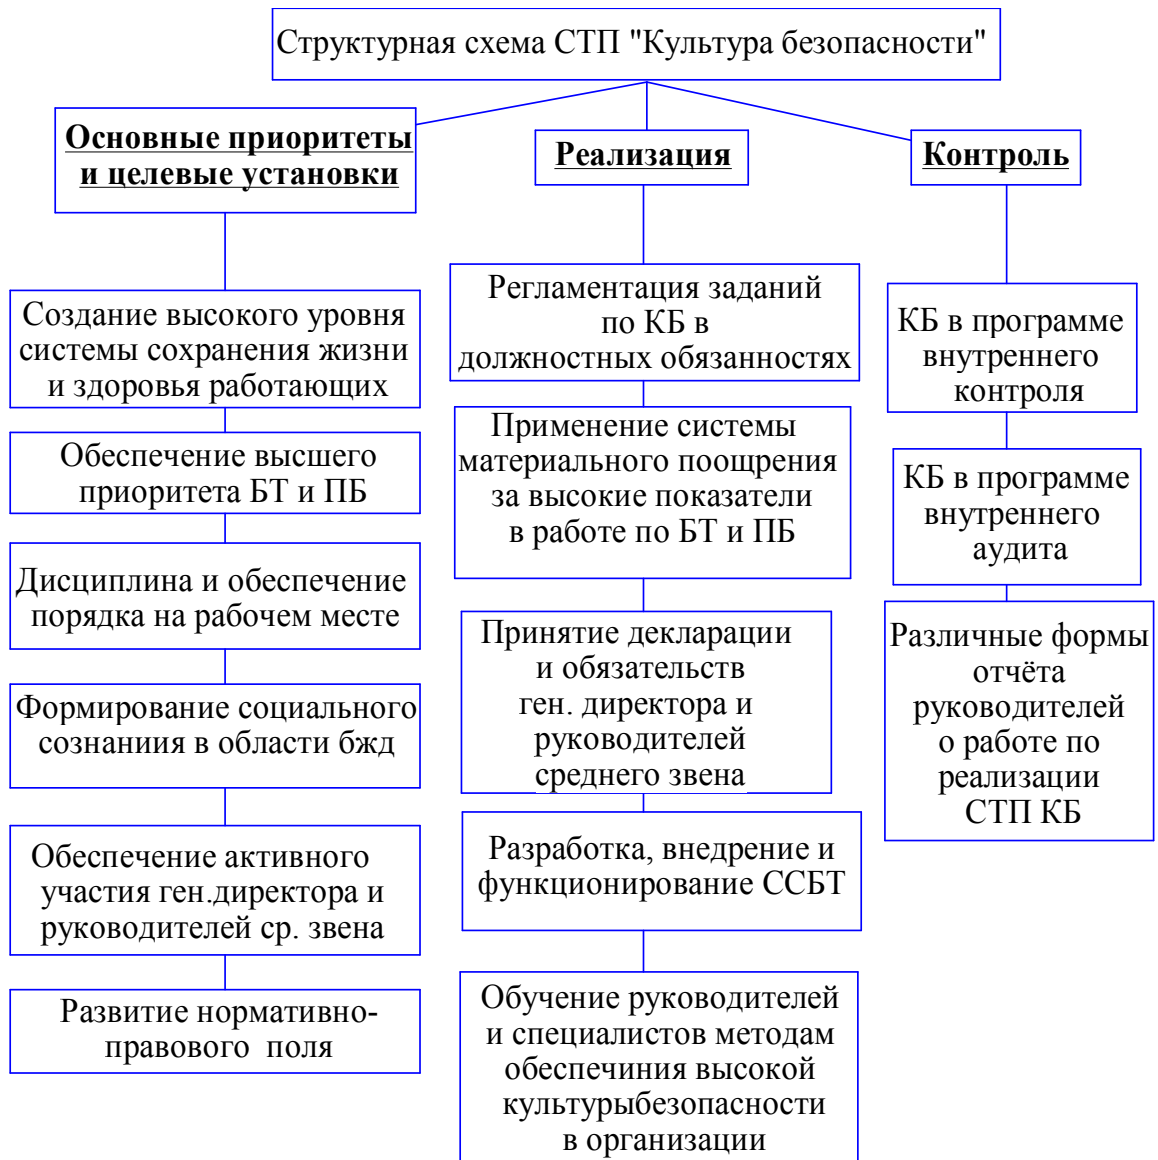 Структурная схема СТП "Культура безопасности"
Основные приоритеты
и целевые установки
Создание высокого уровня
системы сохранения жизни
и здоровья работающих
Обеспечение высшего
приоритета БТ и ПБ
Дисциплина и обеспечение
порядка на рабочем месте
Формирование социального
сознаниия в области бжд
Обеспечение активного
участия ген.директора и
руководителей ср. звена
Развитие нормативно-
правового поля
Реализация
Регламентация заданий
по КБ в
должностных обязанностях
Применение системы
материального поощрения
за высокие показатели
в работе по БТ и ПБ
Принятие декларации
и обязательств
ген. директора и
руководителей
среднего звена
Разработка, внедрение и
функционирование ССБТ
Обучение руководителей
и специалистов методам
обеспечиния высокой
культурыбезопасности
в организации
Контроль
КБ в программе
внутреннего
контроля
КБ в программе
внутреннего
аудита
Различные формы
отчёта
руководителей
о работе по
реализации
СТП КБ